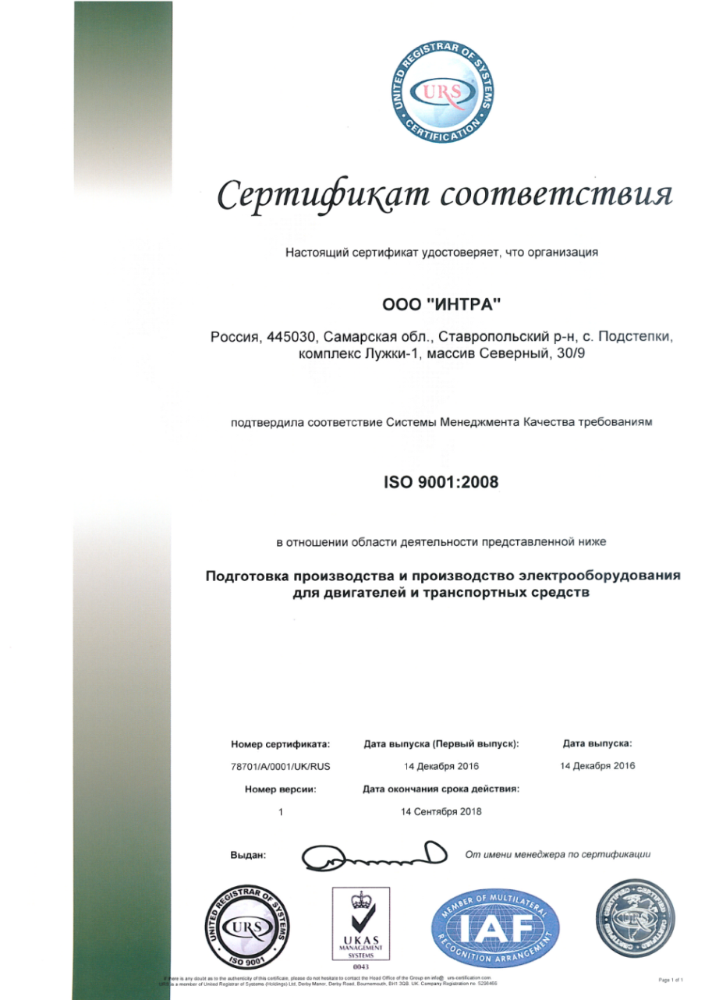 UNITED REGISTRAR OF SYSTEMS
URS
CERTIFICATION
Сертификат соответствия
Настоящий сертификат удостоверяет, что организация
ООО "ИНТРА"
Россия, 445030, Самарская обл., Ставропольский р-н, с. Подстепки,
комплекс Лужки-1, массив Северный, 30/9
подтвердила соответствие Системы Менеджмента Качества требованиям
ISO 9001:2008
в отношении области деятельности представленной ниже
Подготовка производства и производство электрооборудования
для двигателей и транспортных средств
Номер сертификата: Дата выпуска (Первый выпуск): Дата выпуска:
78701/A/0001/UK/RUS 14 Декабря 2016 14 Декабря 2016
Номер версии: Дата окончания срока действия:
1 14 Сентября 2018
Выдан: От имени менеджера по сертификации
UNITED REGISTRAR OF SYSTEMS
URS
ISO 9001
UKAS
MANAGEMENT
SYSTEMS
0043
MEMBER OF MULTILATERAL
IAF
RECOGNITION ARRANGEMENT
CERTIFIED CERTIFIED
URS
If there is any doubt as to the authenticity of this certificate, please do not hesitate to contact the Head Office of the Group on info@ urs-certification.com
URS is a member of United Registrar of Systems (Holdings) Ltd, Derby Manor, Derby Road, Bournemouth, BH1 3QB. UK. Company Registration no. 5298466
Page 1 of 1